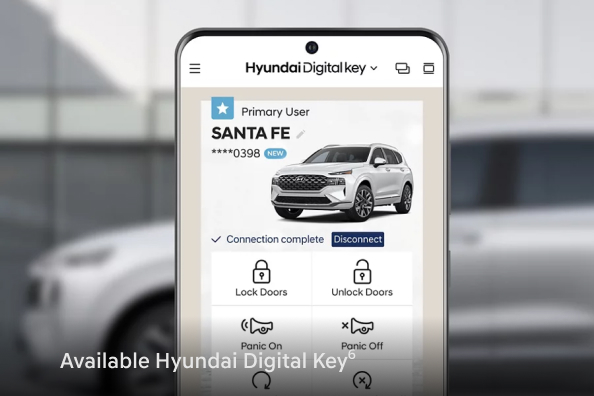 Hyundai Digital key
Primary User
SANTA FE
****0398 NEW
Connection complete Disconnect
Lock Doors Unlock Doors
Panic On Panic Off
Available Hyundai Digital Key6